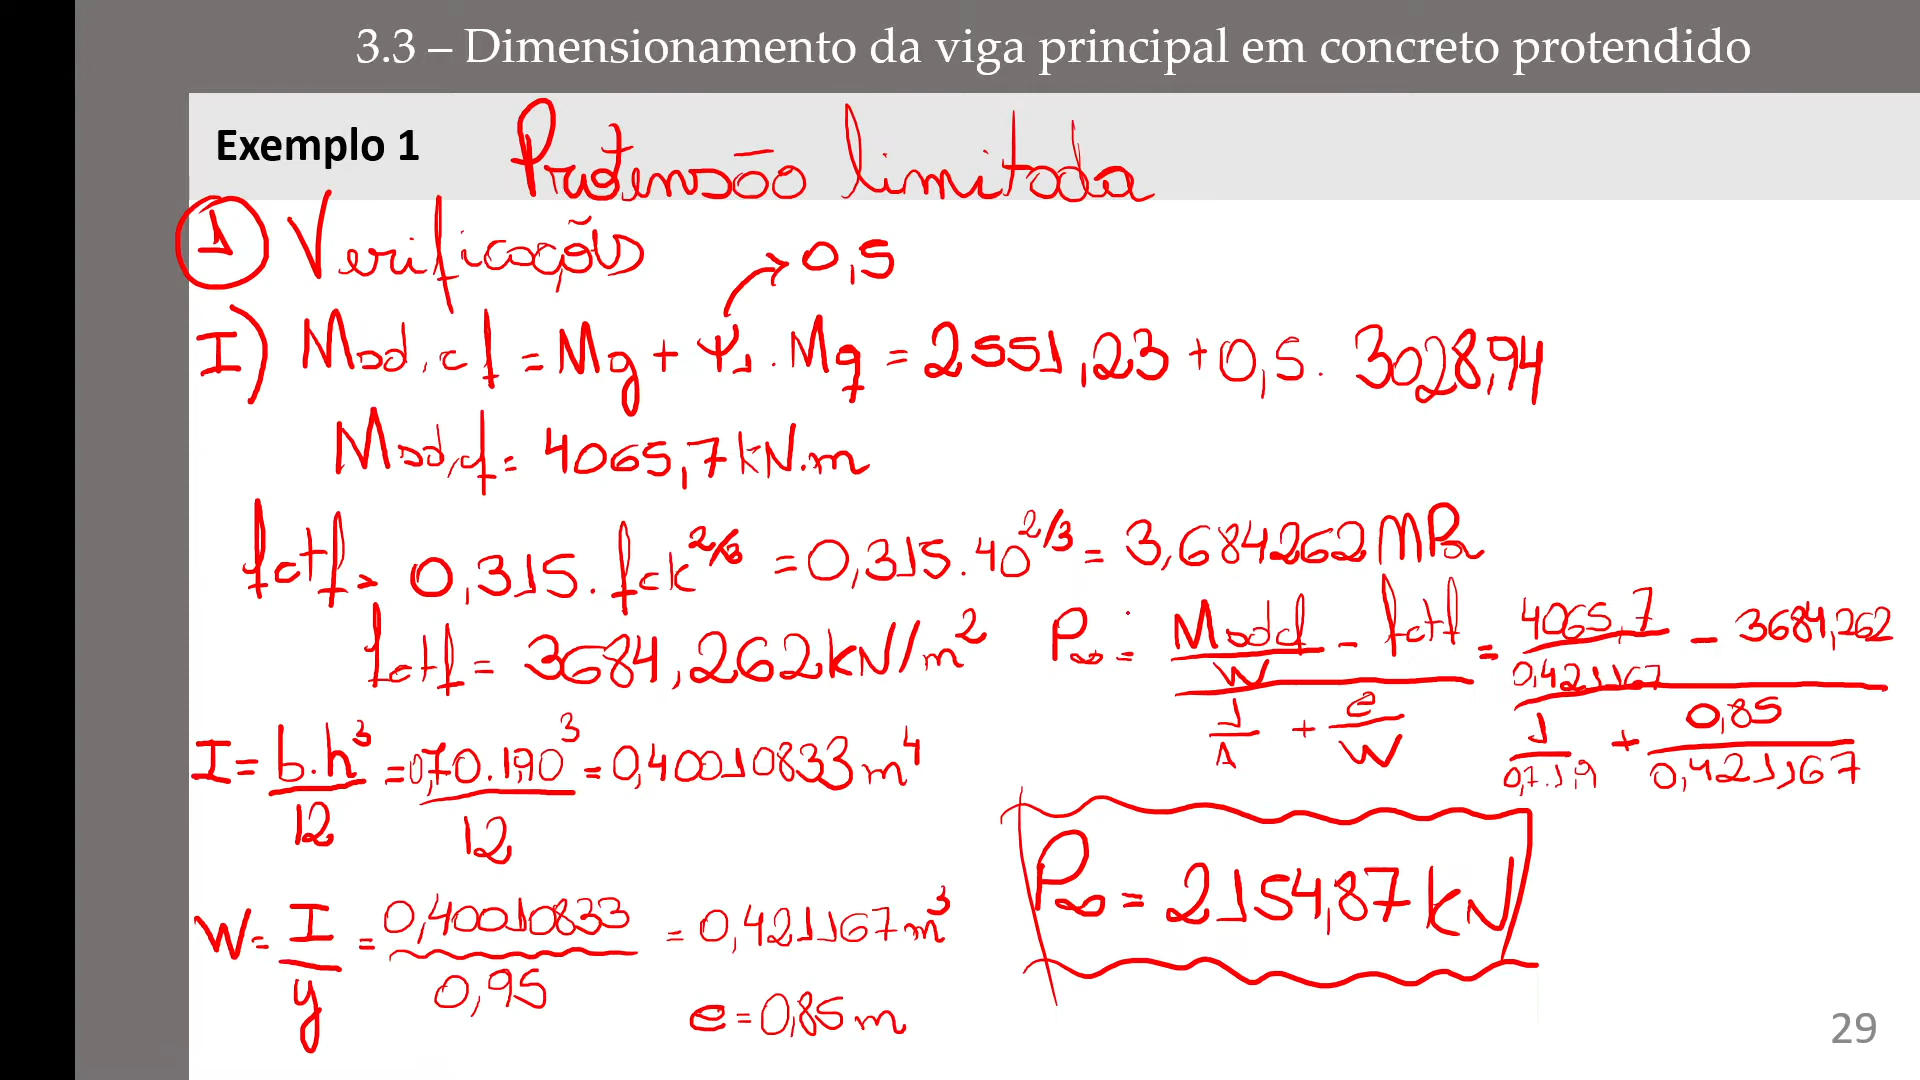 3.3 – Dimensionamento da viga principal em concreto protendido
Exemplo 1
Protensão limitada
1 Verificações
→ 0,5
I) Msd,cf = Mg + Ψ1 . Mq = 2551,23 + 0,5 . 3028,94
Msd,cf = 4065,7 kN.m
fctf = 0,315 . fck^2/3 = 0,315 . 40^2/3 = 3,684262 MPa
fctf = 3684,262 kN/m²
P∞ = (Msdcf/W - fctf) / (1/A + e/W) = (4065,7/0,421167 - 3684,262) / (1/0,7.1,9 + 0,85/0,421167)
I = b.h³/12 = 0,70.1,90³/12 = 0,40010833 m⁴
P∞ = 2154,87 kN
W = I/y = 0,40010833/0,95 = 0,421167 m³
e = 0,85 m
29